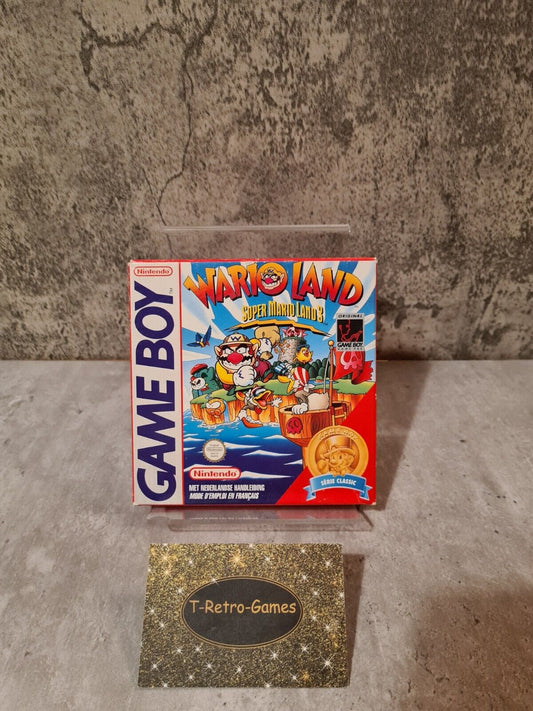 Nintendo
GAME BOY
WARIO LAND
SUPER MARIO LAND 3
ORIGINAL
GAME BOY
Nintendo
MET NEDERLANDSE HANDLEIDING
MODE D'EMPLOI EN FRANÇAIS
SÉRIE CLASSIC
T-Retro-Games